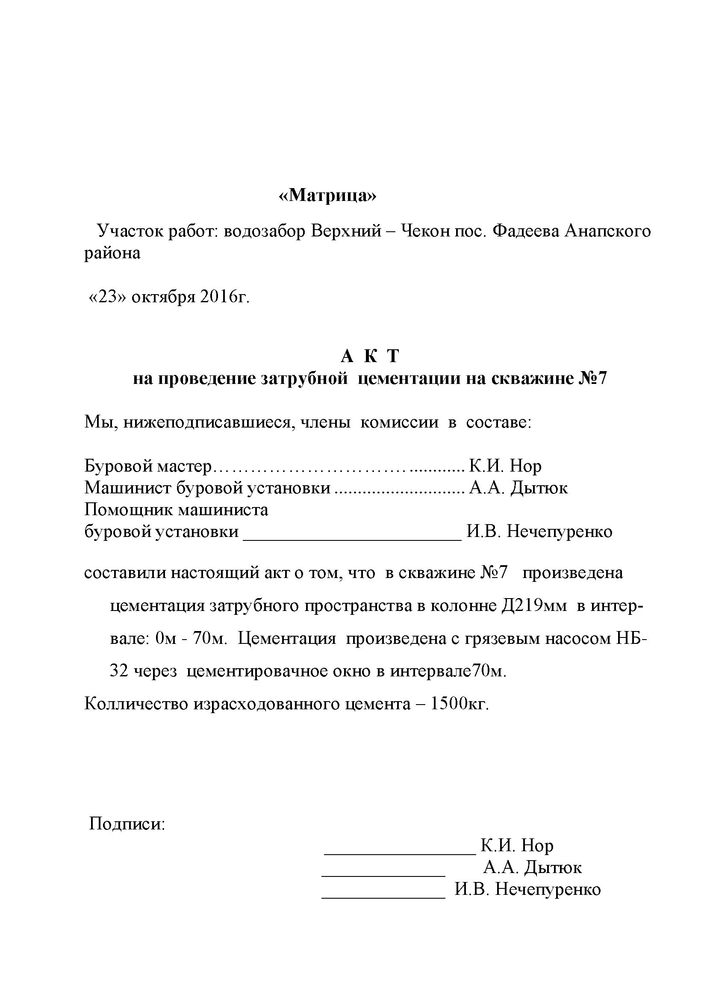 «Матрица»
Участок работ: водозабор Верхний – Чекон пос. Фадеева Анапского
района
«23» октября 2016г.
А К Т
на проведение затрубной цементации на скважине №7
Мы, нижеподписавшиеся, члены комиссии в составе:
Буровой мастер…………………………............ К.И. Нор
Машинист буровой установки ............................ А.А. Дытюк
Помощник машиниста
буровой установки ________________________ И.В. Нечепуренко
составили настоящий акт о том, что в скважине №7 произведена
цементация затрубного пространства в колонне Д219мм в интер-
вале: 0м - 70м. Цементация произведена с грязевым насосом НБ-
32 через цементировачное окно в интервале70м.
Колличество израсходованного цемента – 1500кг.
Подписи:
________________ К.И. Нор
_____________ А.А. Дытюк
_____________ И.В. Нечепуренко